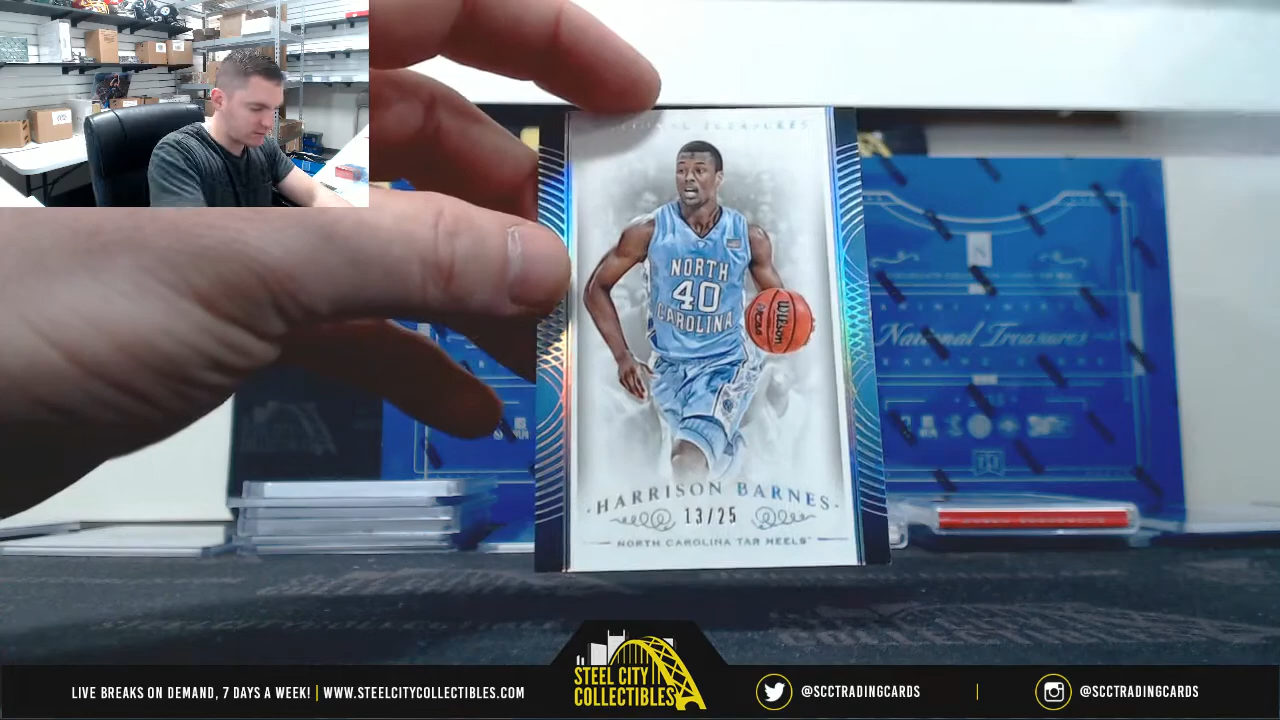 NORTH
40
CAROLINA
Wilson
HARRISON BARNES
13/25
NORTH CAROLINA TAR HEELS
National Treasures
STEEL CITY
COLLECTIBLES
LIVE BREAKS ON DEMAND, 7 DAYS A WEEK! | WWW.STEELCITYCOLLECTIBLES.COM
@SCCTRADINGCARDS | @SCCTRADINGCARDS